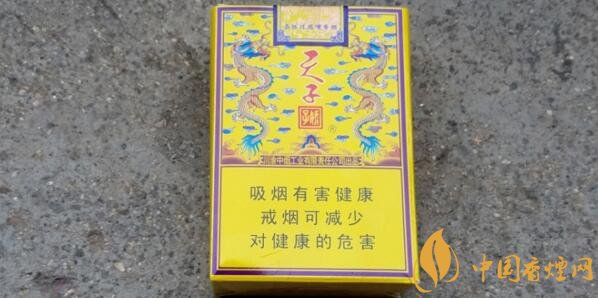 天子
吸烟有害健康
戒烟可减少
对健康的危害
中国香烟网